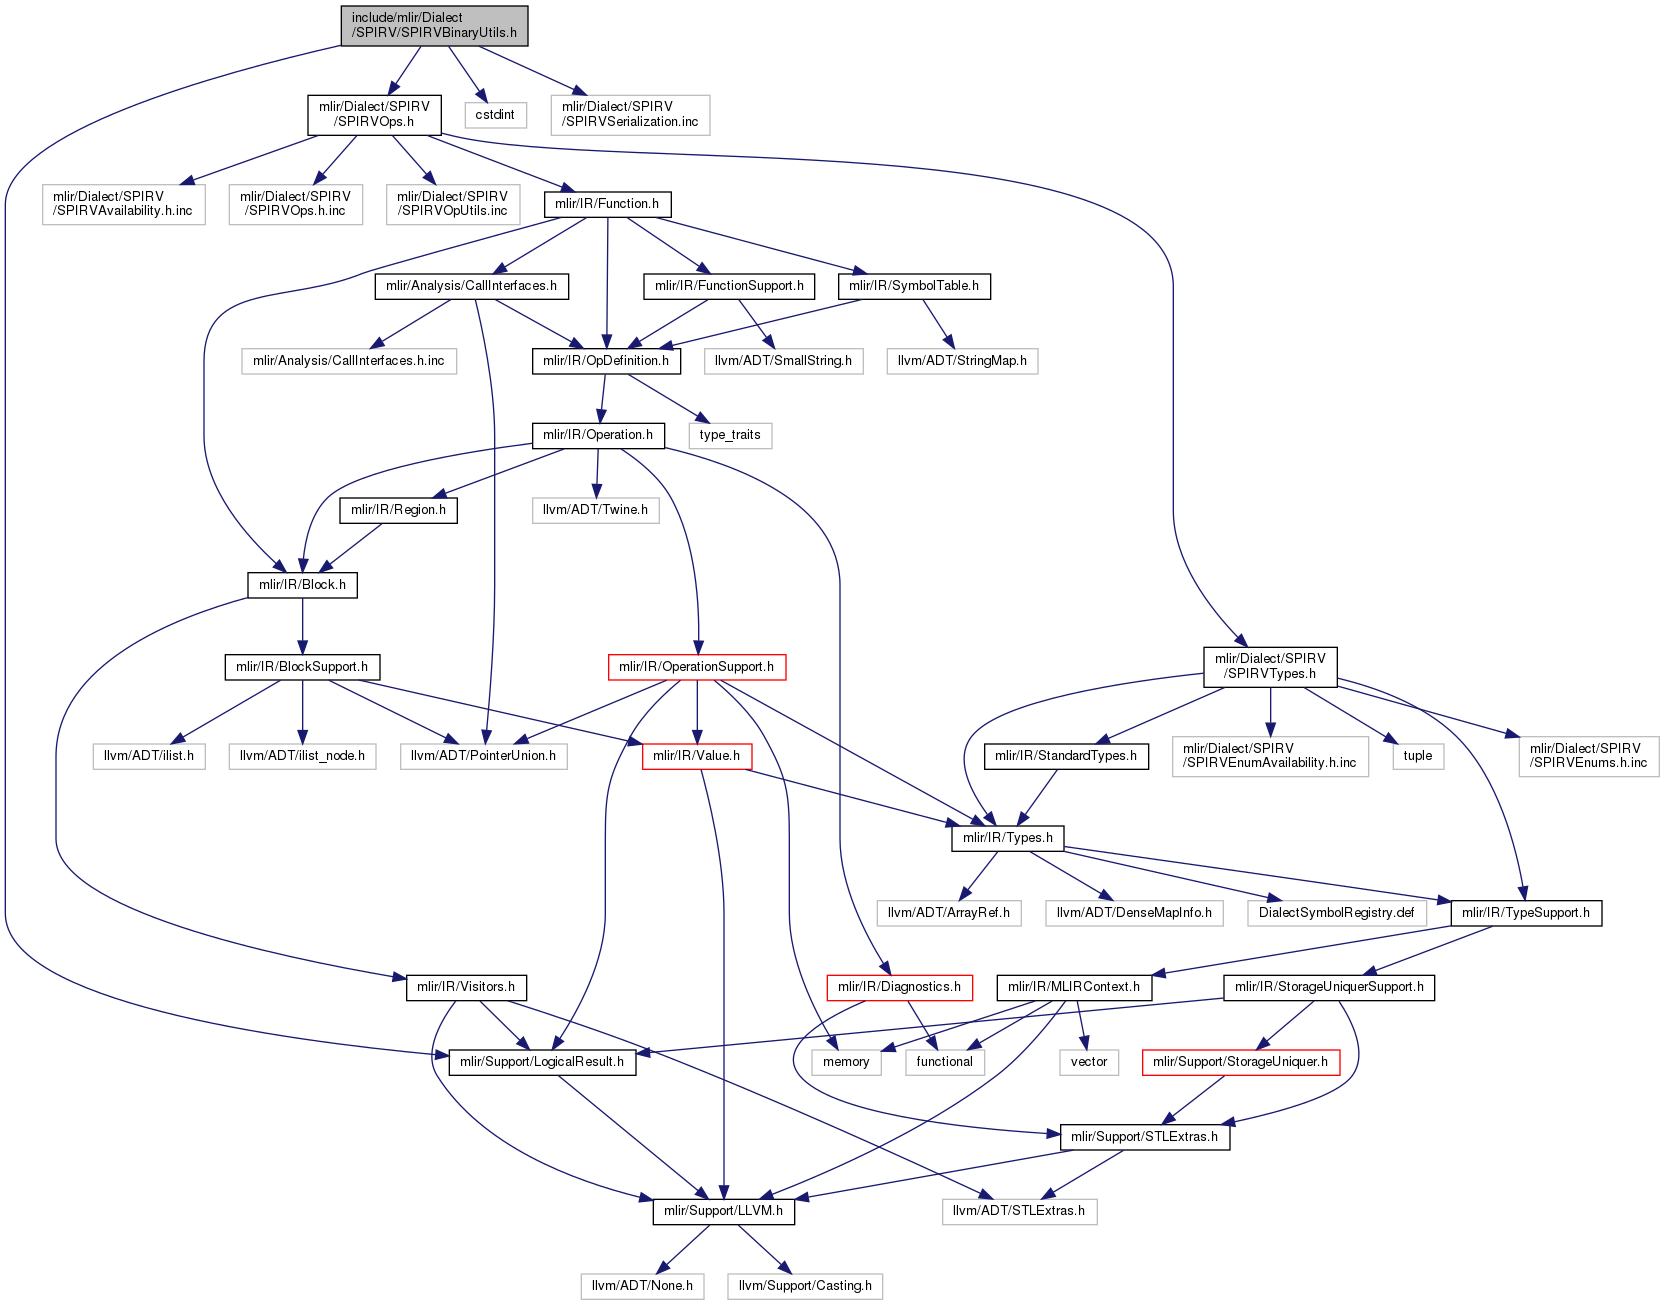 include/mlir/Dialect
/SPIRV/SPIRVBinaryUtils.h
mlir/Dialect/SPIRV
/SPIRVOps.h
cstdint
mlir/Dialect/SPIRV
/SPIRVSerialization.inc
mlir/Dialect/SPIRV
/SPIRVAvailability.h.inc
mlir/Dialect/SPIRV
/SPIRVOps.h.inc
mlir/Dialect/SPIRV
/SPIRVOpUtils.inc
mlir/IR/Function.h
mlir/Analysis/CallInterfaces.h
mlir/IR/FunctionSupport.h
mlir/IR/SymbolTable.h
mlir/Analysis/CallInterfaces.h.inc
mlir/IR/OpDefinition.h
llvm/ADT/SmallString.h
llvm/ADT/StringMap.h
mlir/IR/Operation.h
type_traits
mlir/IR/Region.h
llvm/ADT/Twine.h
mlir/IR/Block.h
mlir/IR/BlockSupport.h
mlir/IR/OperationSupport.h
mlir/Dialect/SPIRV
/SPIRVTypes.h
llvm/ADT/ilist.h
llvm/ADT/ilist_node.h
llvm/ADT/PointerUnion.h
mlir/IR/Value.h
mlir/IR/StandardTypes.h
mlir/Dialect/SPIRV
/SPIRVEnumAvailability.h.inc
tuple
mlir/Dialect/SPIRV
/SPIRVEnums.h.inc
mlir/IR/Types.h
llvm/ADT/ArrayRef.h
llvm/ADT/DenseMapInfo.h
DialectSymbolRegistry.def
mlir/IR/TypeSupport.h
mlir/IR/Visitors.h
mlir/IR/Diagnostics.h
mlir/IR/MLIRContext.h
mlir/IR/StorageUniquerSupport.h
mlir/Support/LogicalResult.h
memory
functional
vector
mlir/Support/StorageUniquer.h
mlir/Support/STLExtras.h
mlir/Support/LLVM.h
llvm/ADT/STLExtras.h
llvm/ADT/None.h
llvm/Support/Casting.h